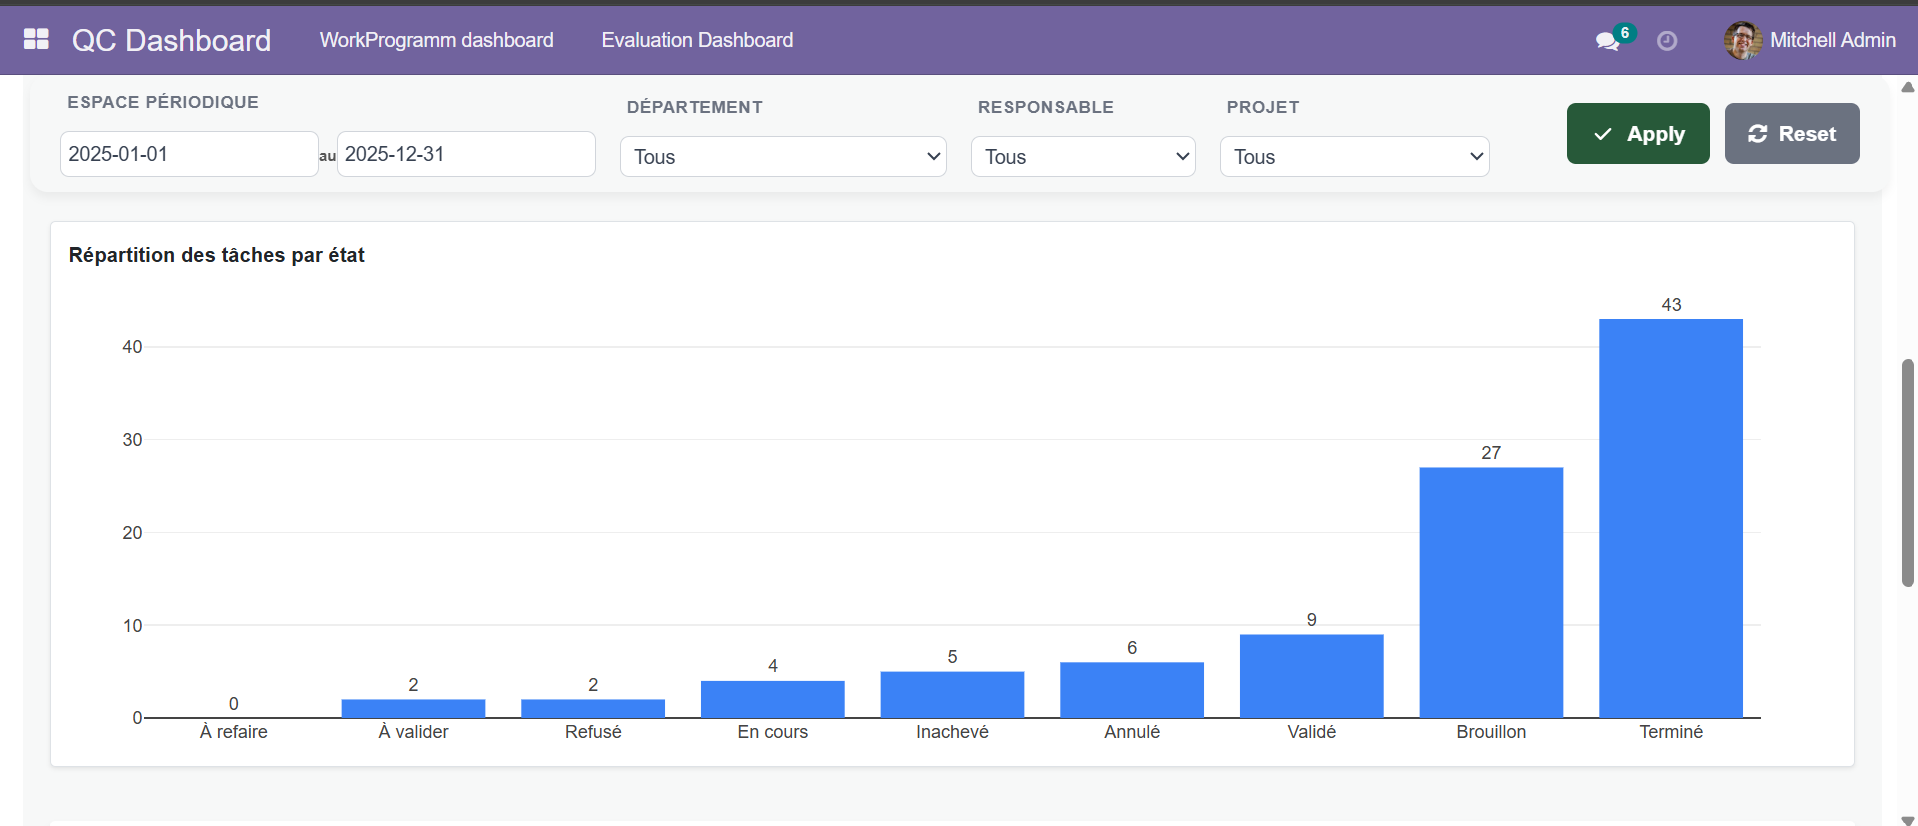 QC Dashboard WorkProgramm dashboard Evaluation Dashboard 6 Mitchell Admin
ESPACE PÉRIODIQUE DÉPARTEMENT RESPONSABLE PROJET
2025-01-01 au 2025-12-31 Tous Tous Tous Apply Reset
Répartition des tâches par état
43
40
30
27
20
10
9
6
5
4
2 2
0
0
À refaire À valider Refusé En cours Inachevé Annulé Validé Brouillon Terminé